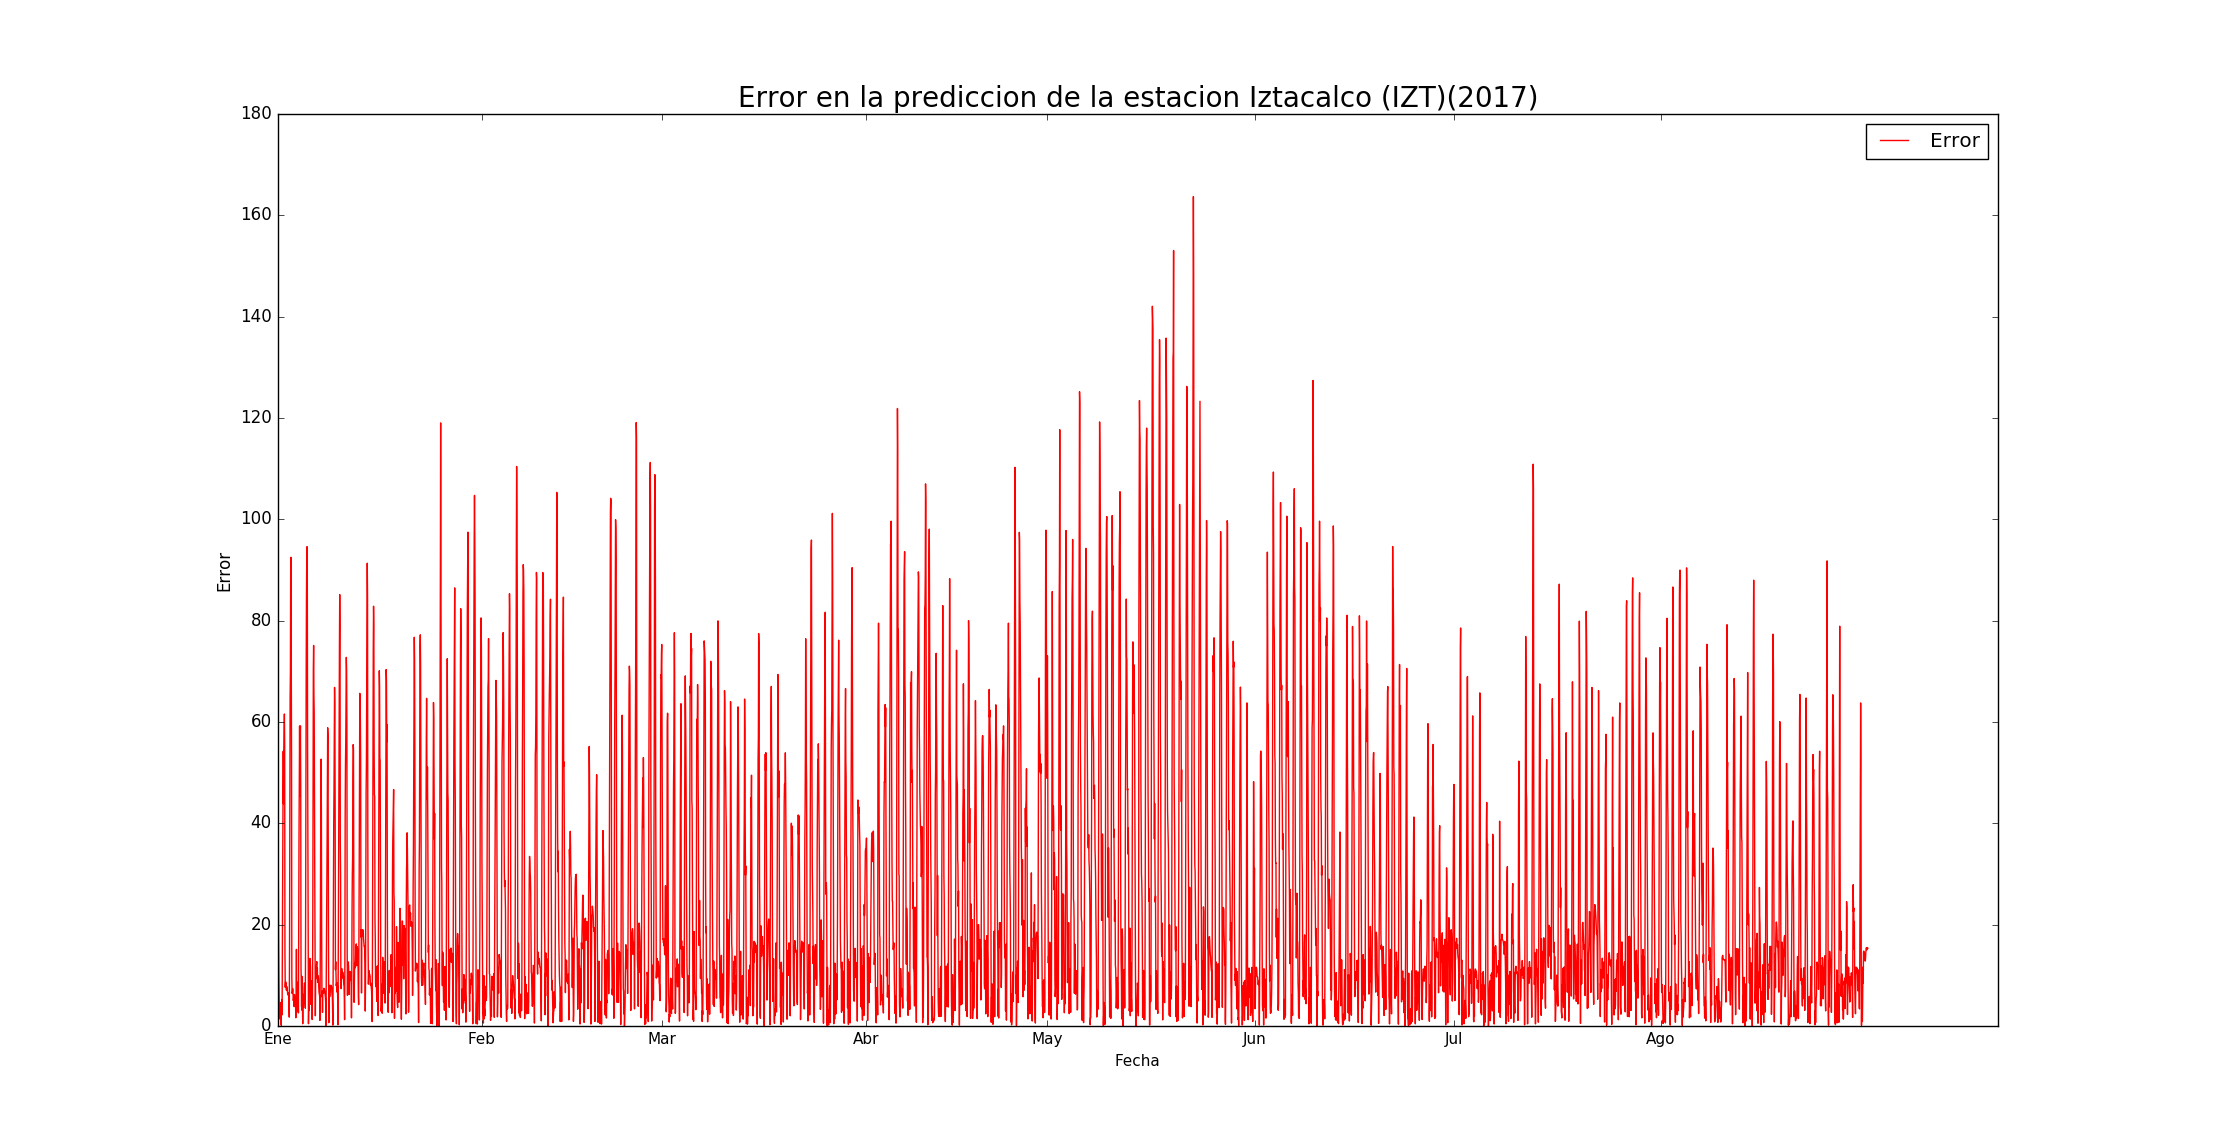 Error en la prediccion de la estacion Iztacalco (IZT)(2017)
180
160
140
120
100
80
60
40
20
0
Error
Error
Ene Feb Mar Abr May Jun Jul Ago
Fecha